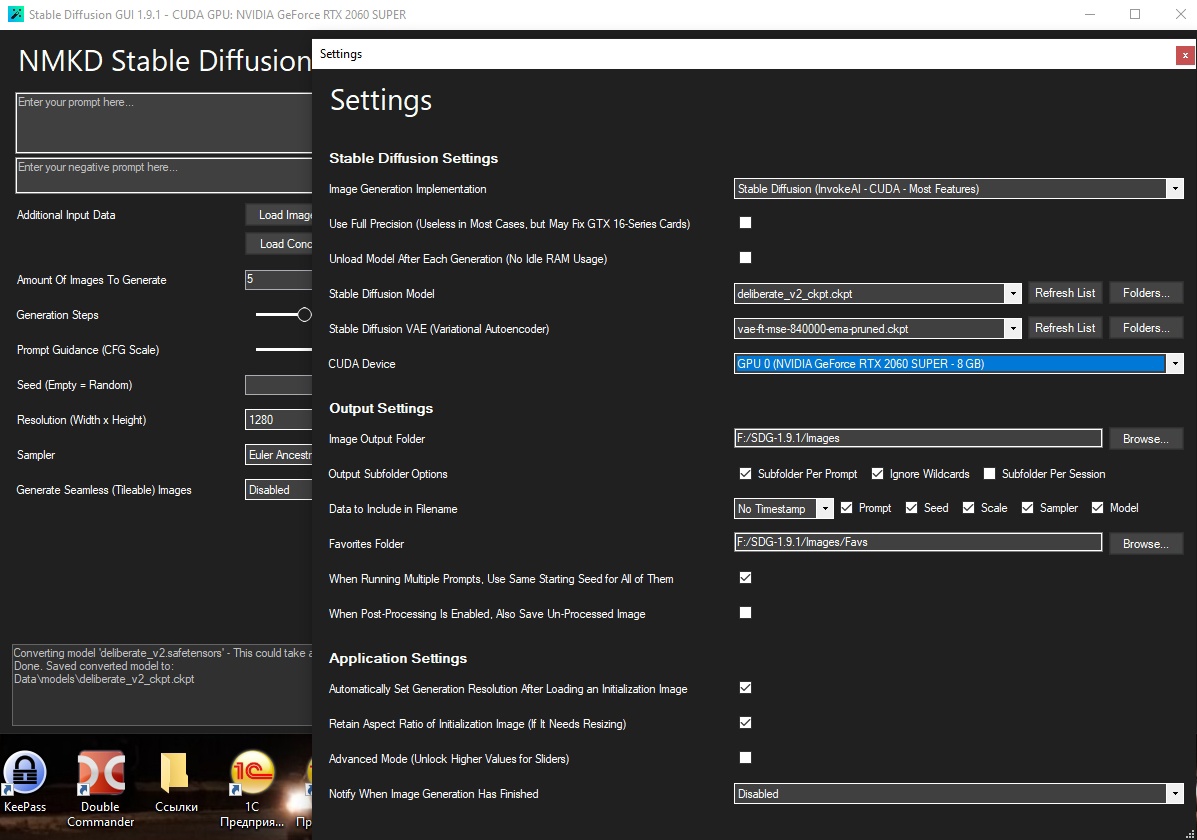 Stable Diffusion GUI 1.9.1 - CUDA GPU: NVIDIA GeForce RTX 2060 SUPER
NMKD Stable Diffusion
Enter your prompt here...
Enter your negative prompt here...
Additional Input Data
Load Image
Load Conc
Amount Of Images To Generate
5
Generation Steps
Prompt Guidance (CFG Scale)
Seed (Empty = Random)
Resolution (Width x Height)
1280
Sampler
Euler Ancestr
Generate Seamless (Tileable) Images
Disabled
Converting model 'deliberate_v2.safetensors' - This could take a
Done. Saved converted model to:
Data\models\deliberate_v2_ckpt.ckpt
Settings
x
Settings
Stable Diffusion Settings
Image Generation Implementation
Stable Diffusion (InvokeAI - CUDA - Most Features)
Use Full Precision (Useless in Most Cases, but May Fix GTX 16-Series Cards)
Unload Model After Each Generation (No Idle RAM Usage)
Stable Diffusion Model
deliberate_v2_ckpt.ckpt
Refresh List
Folders...
Stable Diffusion VAE (Variational Autoencoder)
vae-ft-mse-840000-ema-pruned.ckpt
Refresh List
Folders...
CUDA Device
GPU 0 (NVIDIA GeForce RTX 2060 SUPER - 8 GB)
Output Settings
Image Output Folder
F:/SDG-1.9.1/Images
Browse...
Output Subfolder Options
Subfolder Per Prompt
Ignore Wildcards
Subfolder Per Session
Data to Include in Filename
No Timestamp
Prompt
Seed
Scale
Sampler
Model
Favorites Folder
F:/SDG-1.9.1/Images/Favs
Browse...
When Running Multiple Prompts, Use Same Starting Seed for All of Them
When Post-Processing Is Enabled, Also Save Un-Processed Image
Application Settings
Automatically Set Generation Resolution After Loading an Initialization Image
Retain Aspect Ratio of Initialization Image (If It Needs Resizing)
Advanced Mode (Unlock Higher Values for Sliders)
Notify When Image Generation Has Finished
Disabled
KeePass
Double
Commander
Ссылки
1C
1С
Предприя...
Пр